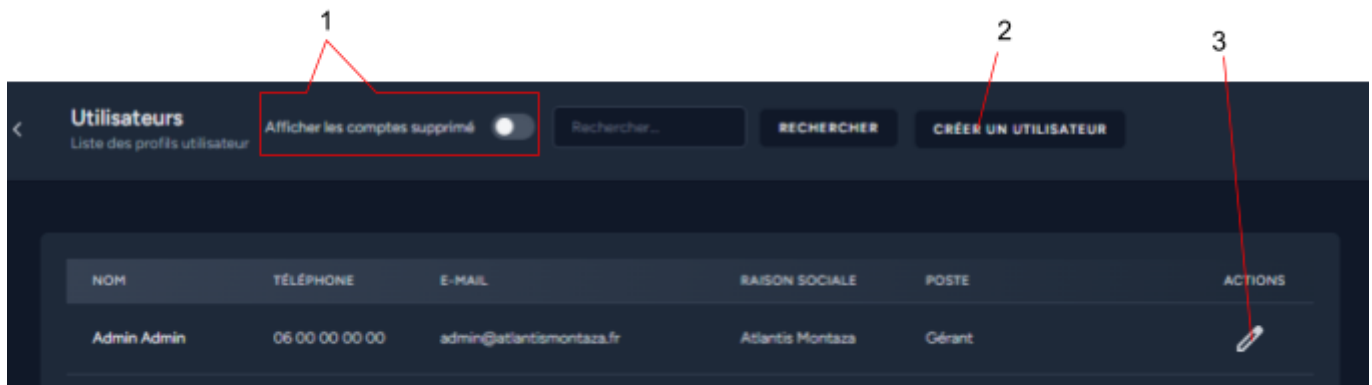 1
2
3
Utilisateurs
Liste des profils utilisateur
Afficher les comptes supprimé
Rechercher...
RECHERCHER
CRÉER UN UTILISATEUR
NOM TÉLÉPHONE E-MAIL RAISON SOCIALE POSTE ACTIONS
Admin Admin 06 00 00 00 00 admin@atlantismontaza.fr Atlantis Montaza Gérant